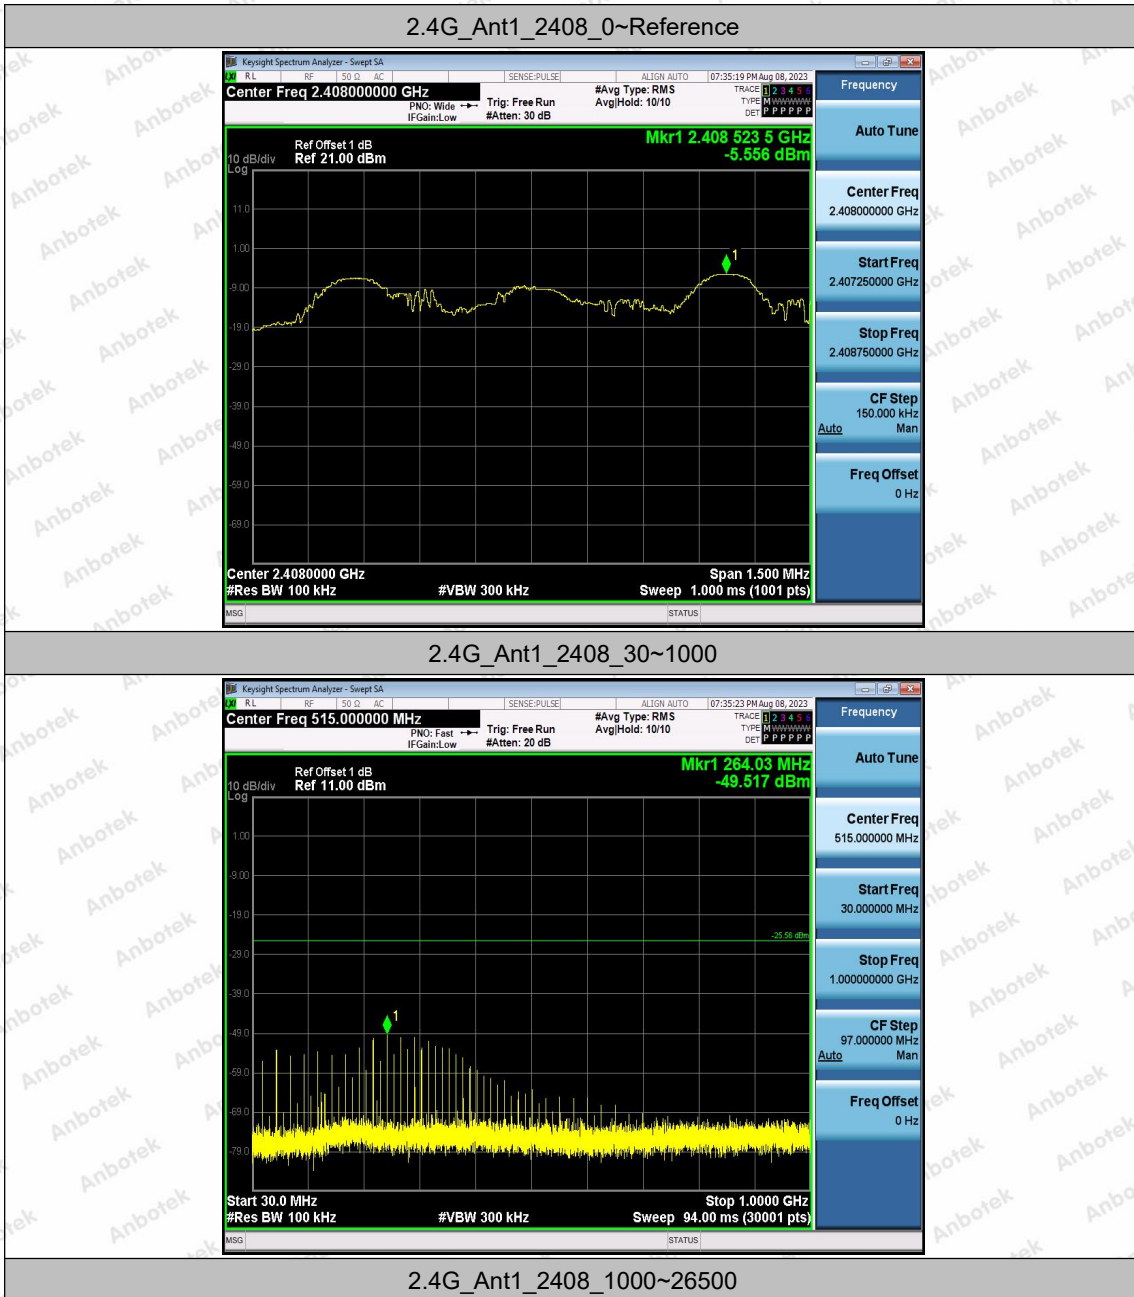 2.4G_Ant1_2408_0~Reference
Keysight Spectrum Analyzer - Swept SA
LXI RL RF 50 Ω AC SENSE:PULSE ALIGN AUTO 07:35:19 PM Aug 08, 2023
Center Freq 2.408000000 GHz
PNO: Wide
IFGain:Low
Trig: Free Run
#Atten: 30 dB
#Avg Type: RMS
Avg|Hold: 10/10
TRACE 1 2 3 4 5 6
TYPE M WWWWW
DET P P P P P P
Frequency
Auto Tune
Center Freq
2.408000000 GHz
Start Freq
2.407250000 GHz
Stop Freq
2.408750000 GHz
CF Step
150.000 kHz
Auto Man
Freq Offset
0 Hz
Mkr1 2.408 523 5 GHz
-5.556 dBm
Ref Offset 1 dB
10 dB/div Ref 21.00 dBm
Log
11.0
1.00
-9.00
-19.0
-29.0
-39.0
-49.0
-59.0
-69.0
1
Center 2.4080000 GHz Span 1.500 MHz
#Res BW 100 kHz #VBW 300 kHz Sweep 1.000 ms (1001 pts)
MSG STATUS
2.4G_Ant1_2408_30~1000
Keysight Spectrum Analyzer - Swept SA
LXI RL RF 50 Ω AC SENSE:PULSE ALIGN AUTO 07:35:23 PM Aug 08, 2023
Center Freq 515.000000 MHz
PNO: Fast
IFGain:Low
Trig: Free Run
#Atten: 20 dB
#Avg Type: RMS
Avg|Hold: 10/10
TRACE 1 2 3 4 5 6
TYPE M WWWWW
DET P P P P P P
Frequency
Auto Tune
Center Freq
515.000000 MHz
Start Freq
30.000000 MHz
Stop Freq
1.000000000 GHz
CF Step
97.000000 MHz
Auto Man
Freq Offset
0 Hz
Mkr1 264.03 MHz
-49.517 dBm
Ref Offset 1 dB
10 dB/div Ref 11.00 dBm
Log
1.00
-9.00
-19.0
-29.0
-39.0
-49.0
-59.0
-69.0
-79.0
-25.56 dBm
1
Start 30.0 MHz Stop 1.0000 GHz
#Res BW 100 kHz #VBW 300 kHz Sweep 94.00 ms (30001 pts)
MSG STATUS
2.4G_Ant1_2408_1000~26500